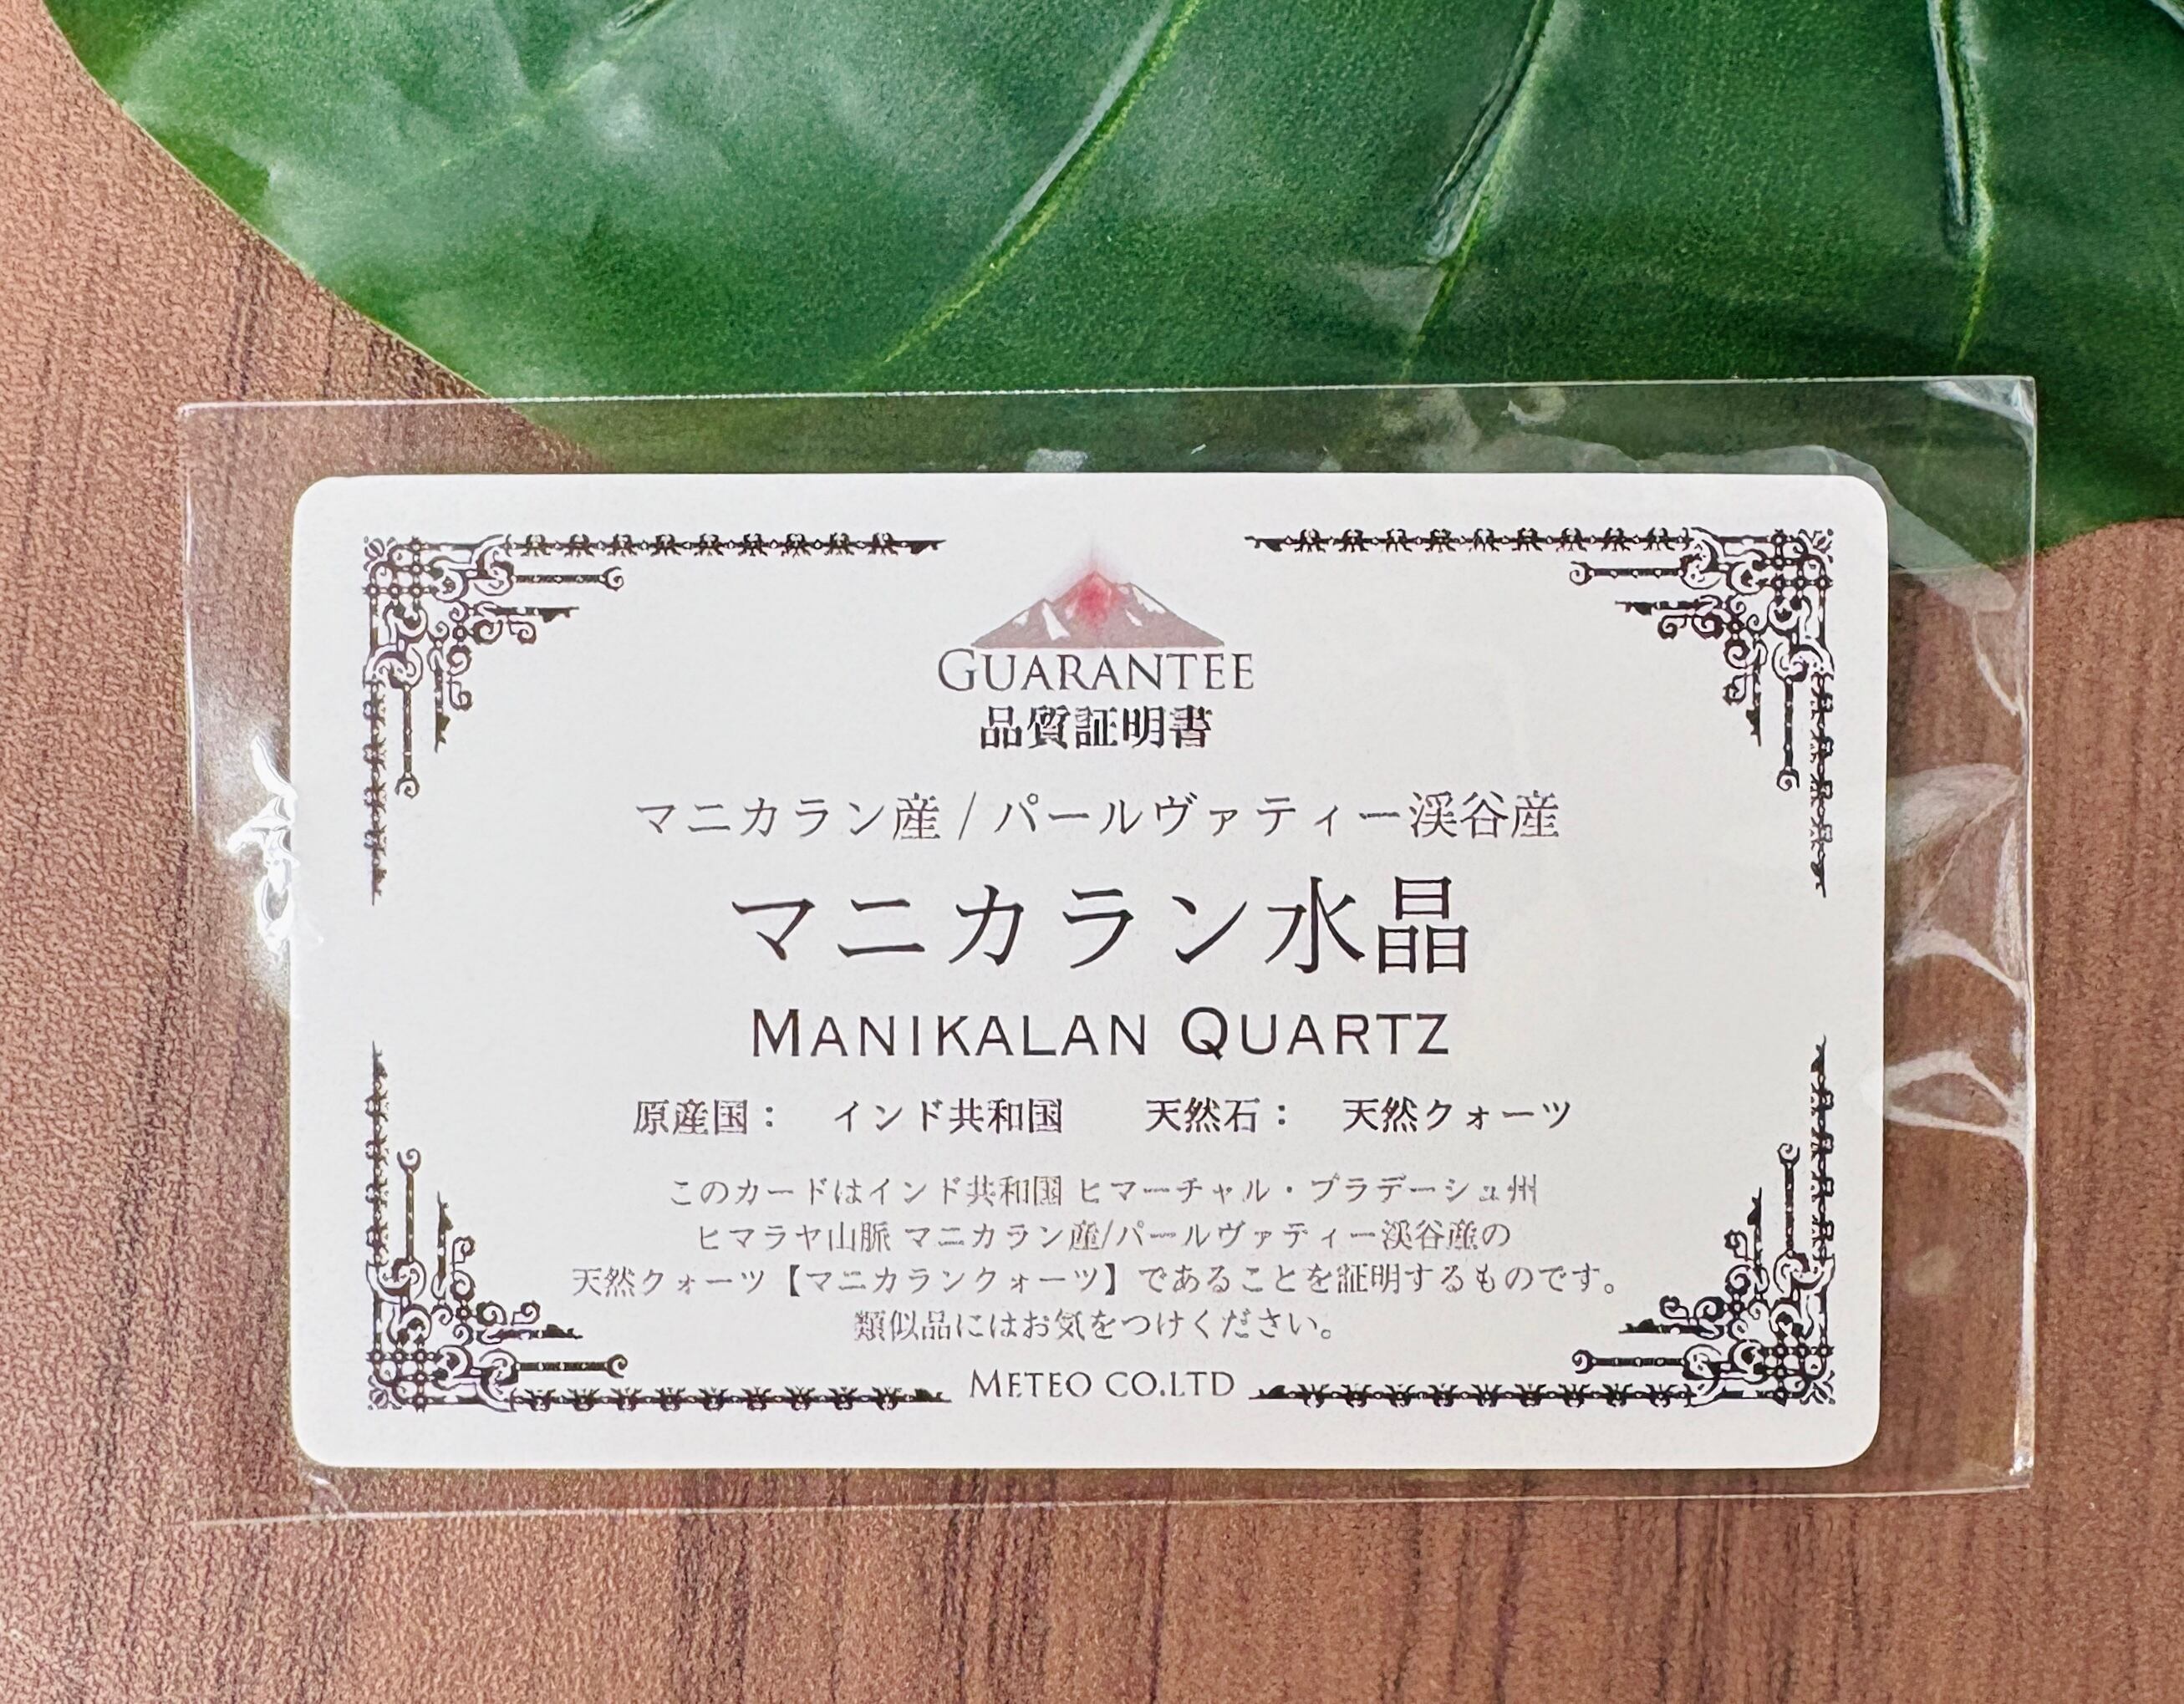 GUARANTEE
品質証明書
マニカラン産 / パールヴァティー渓谷産
マニカラン水晶
MANIKALAN QUARTZ
原産国： インド共和国 天然石： 天然クォーツ
このカードはインド共和国 ヒマーチャル・プラデーシュ州
ヒマラヤ山脈 マニカラン産/パールヴァティー渓谷産の
天然クォーツ【マニカランクォーツ】であることを証明するものです。
類似品にはお気をつけください。
METEO CO.LTD